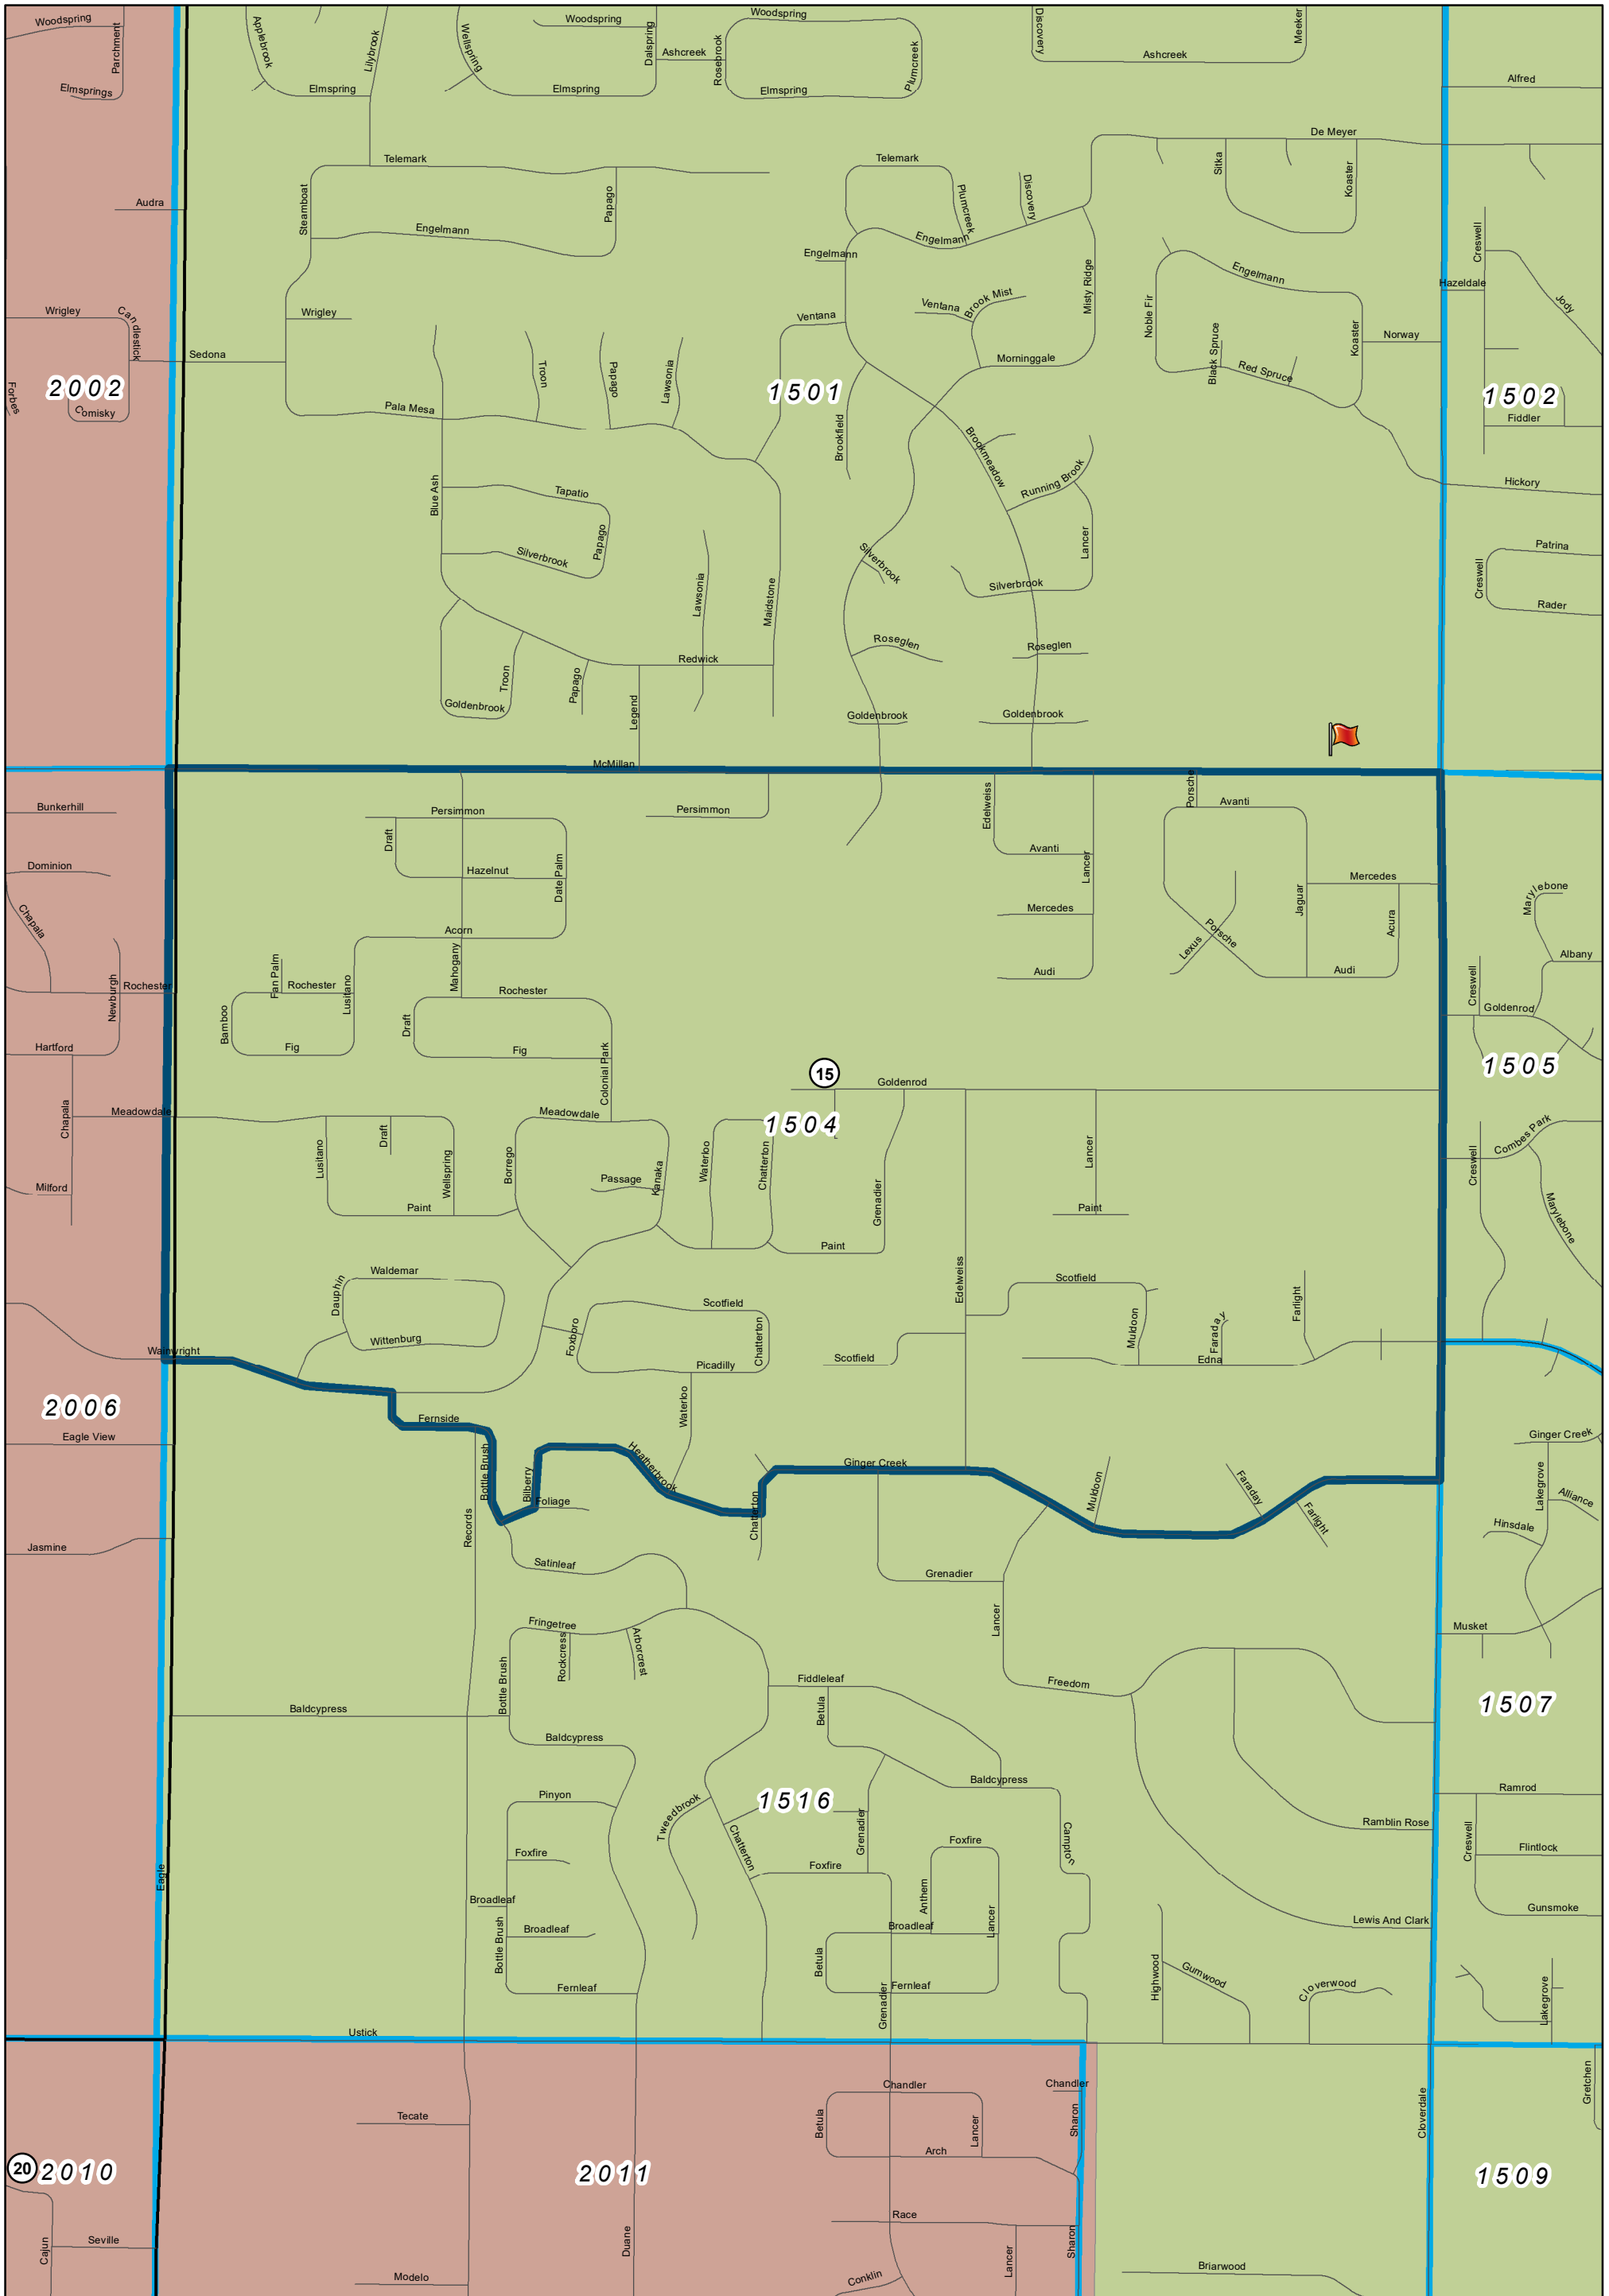 Woodspring
Parchment
Applebrook
Lilybrook
Wellspring
Woodspring
Dalspring
Ashcreek
Rosebrook
Woodspring
Plumcreek
Discovery
Meeker
Ashcreek
Elmsprings
Elmspring
Elmspring
Elmspring
Alfred
De Meyer
Telemark
Telemark
Steamboat
Papago
Plumcreek
Discovery
Sitka
Koaster
Audra
Engelmann
Engelmann
Engelmann
Engelmann
Creswell
Hazeldale
Jody
Misty Ridge
Wrigley
Candlestick
Wrigley
Ventana
Ventana
Brook Mist
Noble Fir
Black Spruce
Red Spruce
Koaster
Norway
Sedona
Troon
Papago
Lawsonia
Morninggale
Forbes
2002
Comisky
Pala Mesa
1501
1502
Fiddler
Brookfield
Brookmeadow
Blue Ash
Tapatio
Running Brook
Hickory
Papago
Silverbrook
Silverbrook
Silverbrook
Lancer
Patrina
Creswell
Rader
Lawsonia
Maidstone
Roseglen
Roseglen
Redwick
Troon
Papago
Legend
Goldenbrook
Goldenbrook
Goldenbrook
McMillan
Bunkerhill
Persimmon
Persimmon
Edelweiss
Porsche
Avanti
Draft
Avanti
Lancer
Dominion
Hazelnut
Date Palm
Mercedes
Jaguar
Acura
Marylebone
Chapala
Acorn
Mercedes
Porsche
Lexus
Albany
Mahogany
Fan Palm
Rochester
Lusitano
Rochester
Audi
Audi
Newburgh
Rochester
Creswell
Goldenrod
Bamboo
Fig
Draft
Fig
Colonial Park
Hartford
15
Goldenrod
1504
1505
Chapala
Meadowdale
Meadowdale
Lusitano
Draft
Wellspring
Borrego
Passage
Kanaka
Waterloo
Chatterton
Grenadier
Lancer
Combes Park
Creswell
Marylebone
Milford
Paint
Paint
Paint
Waldemar
Dauphin
Wittenburg
Scotfield
Foxboro
Chatterton
Picadilly
Edelweiss
Scotfield
Scotfield
Muldoon
Faraday
Farlight
Edna
Wainwright
2006
Waterloo
Eagle View
Fernside
Bottle Brush
Bilberry
Heatherbrook
Foliage
Chatterton
Ginger Creek
Muldon
Faraday
Farlight
Ginger Creek
Lakegrove
Alliance
Hinsdale
Jasmine
Records
Satinleaf
Grenadier
Lancer
Fringetree
Rockcress
Arborcrest
Musket
Bottle Brush
Fiddleleaf
Freedom
Baldcypress
Betula
1507
Baldcypress
Baldcypress
Pinyon
1516
Ramrod
Tweedbrook
Chatterton
Grenadier
Campton
Ramblin Rose
Creswell
Flintlock
Foxfire
Foxfire
Foxfire
Eagle
Anthem
Lancer
Broadleaf
Broadleaf
Broadleaf
Lewis And Clark
Gunsmoke
Bottle Brush
Betula
Highwood
Gumwood
Cloverwood
Fernleaf
Fernleaf
Grenadier
Lakegrove
Ustick
Chandler
Chandler
Gretchen
Tecate
Betula
Lancer
Sharon
Cloverdale
Arch
20
2010
2011
1509
Race
Cajun
Seville
Duane
Lancer
Sharon
Modelo
Conklin
Briarwood